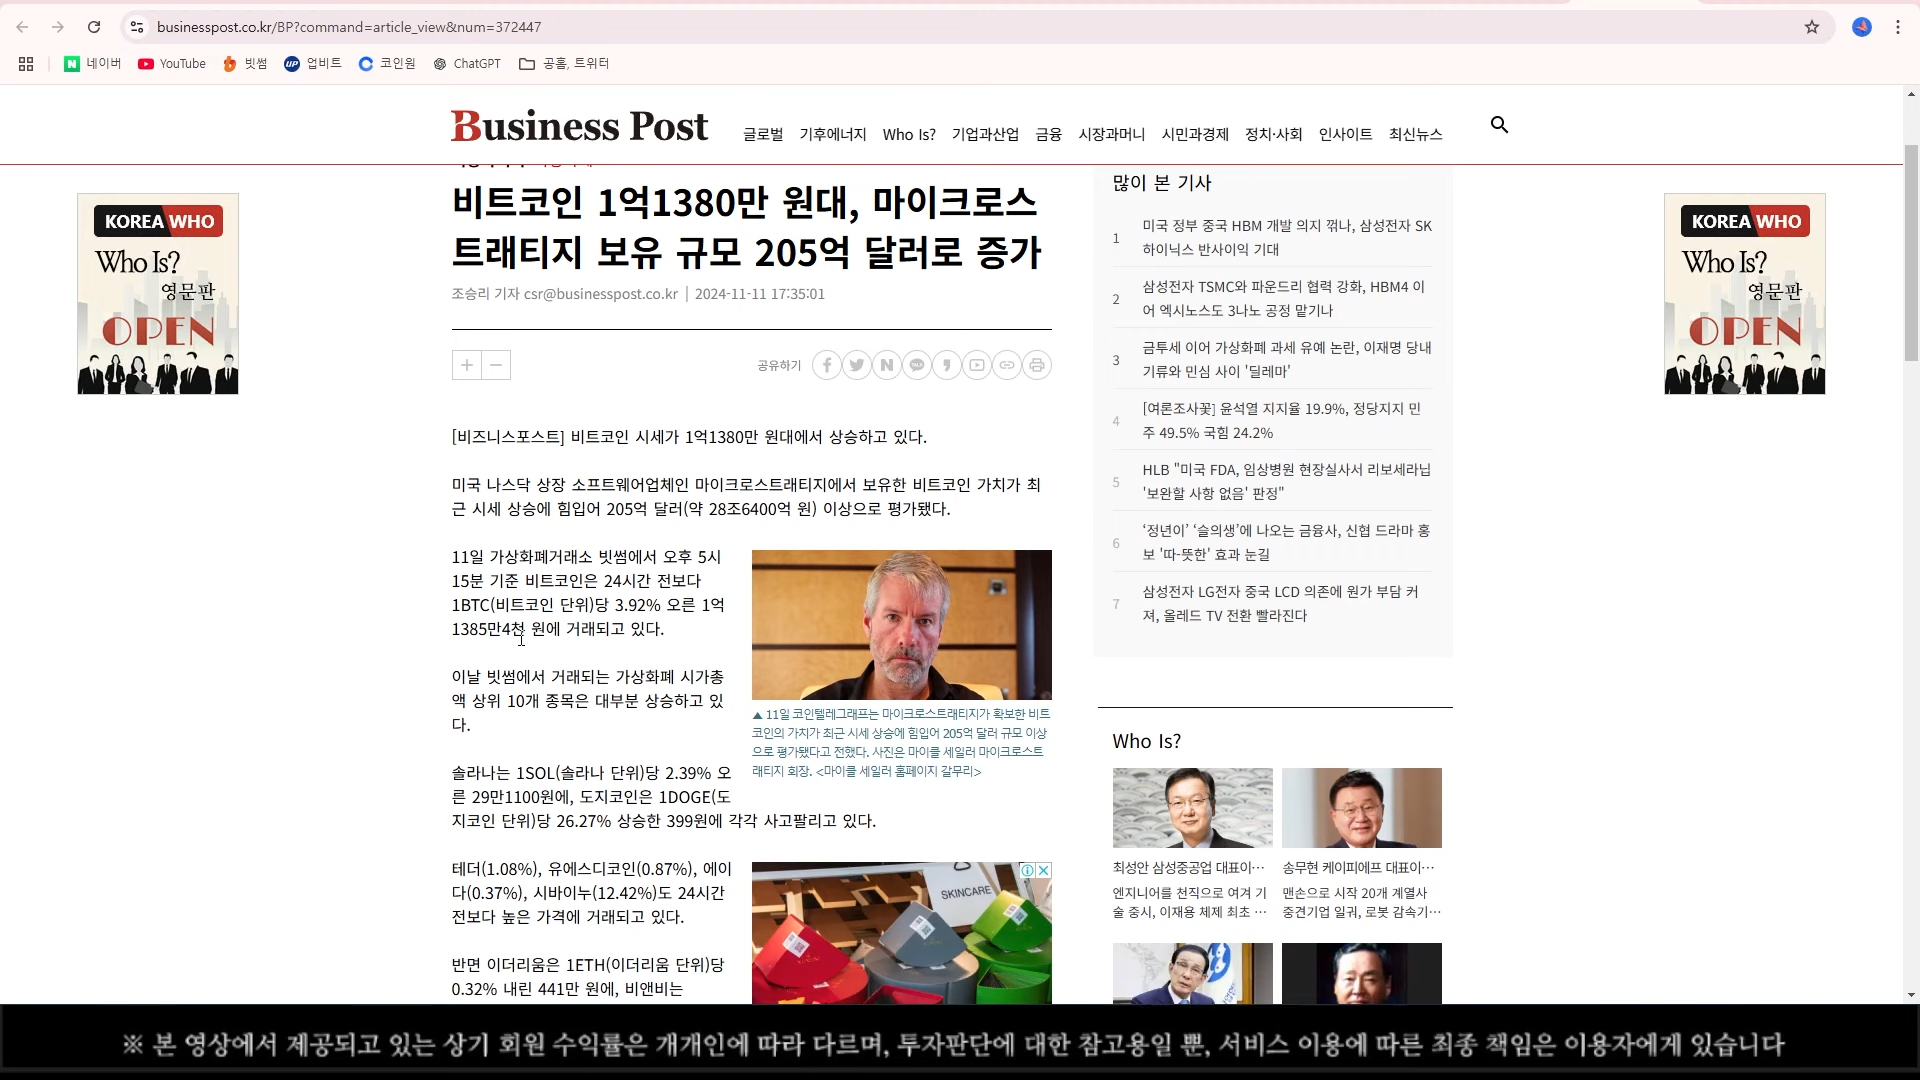 businesspost.co.kr/BP?command=article_view&num=372447
네이버
YouTube
빗썸
업비트
코인원
ChatGPT
공홈, 트위터
Business Post
글로벌 기후에너지 Who Is? 기업과산업 금융 시장과머니 시민과경제 정치·사회 인사이트 최신뉴스
KOREA WHO
Who Is?
영문판
OPEN
비트코인 1억1380만 원대, 마이크로스
트래티지 보유 규모 205억 달러로 증가
조승리 기자 csr@businesspost.co.kr | 2024-11-11 17:35:01
공유하기
[비즈니스포스트] 비트코인 시세가 1억1380만 원대에서 상승하고 있다.
미국 나스닥 상장 소프트웨어업체인 마이크로스트래티지에서 보유한 비트코인 가치가 최
근 시세 상승에 힘입어 205억 달러(약 28조6400억 원) 이상으로 평가됐다.
11일 가상화폐거래소 빗썸에서 오후 5시
15분 기준 비트코인은 24시간 전보다
1BTC(비트코인 단위)당 3.92% 오른 1억
1385만4천 원에 거래되고 있다.
▲ 11일 코인텔레그래프는 마이크로스트래티지가 확보한 비트
코인의 가치가 최근 시세 상승에 힘입어 205억 달러 규모 이상
으로 평가됐다고 전했다. 사진은 마이클 세일러 마이크로스트
래티지 회장. <마이클 세일러 홈페이지 갈무리>
이날 빗썸에서 거래되는 가상화폐 시가총
액 상위 10개 종목은 대부분 상승하고 있
다.
솔라나는 1SOL(솔라나 단위)당 2.39% 오
른 29만1100원에, 도지코인은 1DOGE(도
지코인 단위)당 26.27% 상승한 399원에 각각 사고팔리고 있다.
테더(1.08%), 유에스디코인(0.87%), 에이
다(0.37%), 시바이누(12.42%)도 24시간
전보다 높은 가격에 거래되고 있다.
SKINCARE
반면 이더리움은 1ETH(이더리움 단위)당
0.32% 내린 441만 원에, 비앤비는
많이 본 기사
1 미국 정부 중국 HBM 개발 의지 꺾나, 삼성전자 SK
하이닉스 반사이익 기대
2 삼성전자 TSMC와 파운드리 협력 강화, HBM4 이
어 엑시노스도 3나노 공정 맡기나
3 금투세 이어 가상화폐 과세 유예 논란, 이재명 당내
기류와 민심 사이 '딜레마'
4 [여론조사꽃] 윤석열 지지율 19.9%, 정당지지 민
주 49.5% 국힘 24.2%
5 HLB "미국 FDA, 임상병원 현장실사서 리보세라닙
'보완할 사항 없음' 판정"
6 ‘정년이’ ‘슬의생’에 나오는 금융사, 신협 드라마 홍
보 '따-뜻한' 효과 눈길
7 삼성전자 LG전자 중국 LCD 의존에 원가 부담 커
져, 올레드 TV 전환 빨라진다
Who Is?
최성안 삼성중공업 대표이…
엔지니어를 천직으로 여겨 기
술 중시, 이재용 체제 최초 …
송무현 케이피에프 대표이…
맨손으로 시작 20개 계열사
중견기업 일궈, 로봇 감속기…
KOREA WHO
Who Is?
영문판
OPEN
※ 본 영상에서 제공되고 있는 상기 회원 수익률은 개개인에 따라 다르며, 투자판단에 대한 참고용일 뿐, 서비스 이용에 따른 최종 책임은 이용자에게 있습니다